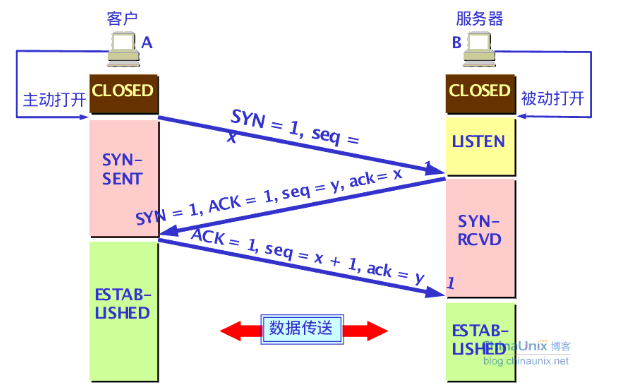 客户
服务器
A
B
CLOSED
CLOSED
主动打开
被动打开
SYN = 1, seq =
x
LISTEN
SYN-
SENT
SYN = 1, ACK = 1, seq = y, ack= x 1
SYN-
RCVD
ACK = 1, seq = x + 1, ack = y 1
ESTAB-
LISHED
数据传送
ESTAB-
LISHED
ChinaUnix 博客
blog.chinaunix.net